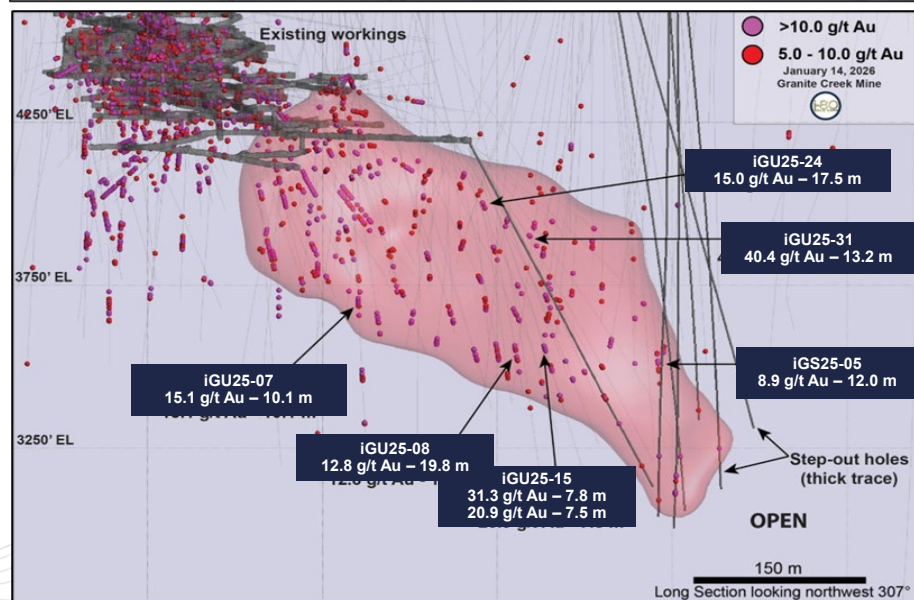 Existing workings
>10.0 g/t Au
5.0 - 10.0 g/t Au
January 14, 2026
Granite Creek Mine
4250' EL
iGU25-24
15.0 g/t Au – 17.5 m
iGU25-31
40.4 g/t Au – 13.2 m
3750' EL
iGS25-05
8.9 g/t Au – 12.0 m
iGU25-07
15.1 g/t Au – 10.1 m
3250' EL
iGU25-08
12.8 g/t Au – 19.8 m
Step-out holes
(thick trace)
iGU25-15
31.3 g/t Au – 7.8 m
20.9 g/t Au – 7.5 m
OPEN
150 m
Long Section looking northwest 307°